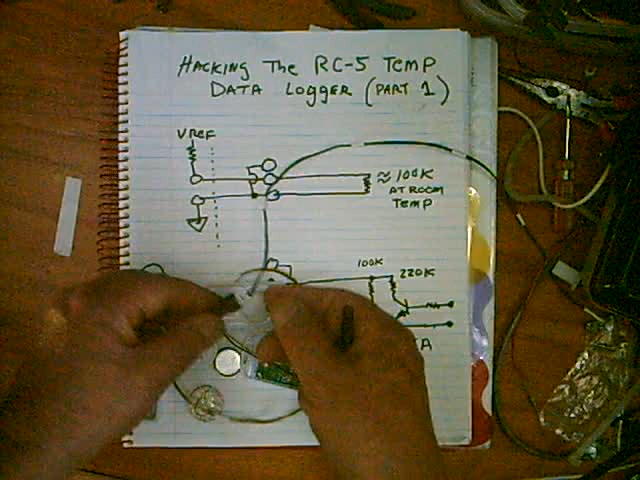 HACKING THE RC-5 TEMP
DATA LOGGER (PART 1)
VREF
≈ 100K
AT ROOM
TEMP
100K
220K